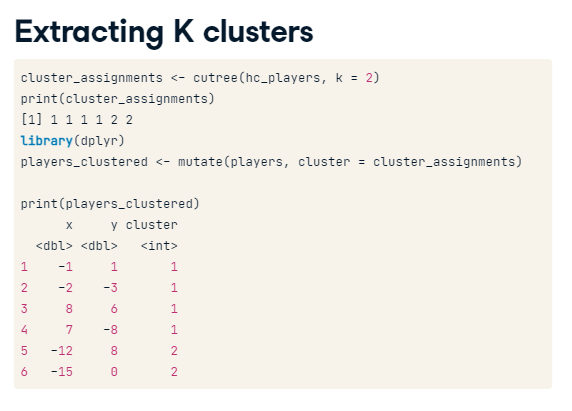 Extracting K clusters
cluster_assignments <- cutree(hc_players, k = 2)
print(cluster_assignments)
[1] 1 1 1 1 2 2
library(dplyr)
players_clustered <- mutate(players, cluster = cluster_assignments)
print(players_clustered)
x y cluster
<dbl> <dbl> <int>
1 -1 1 1
2 -2 -3 1
3 8 6 1
4 7 -8 1
5 -12 8 2
6 -15 0 2